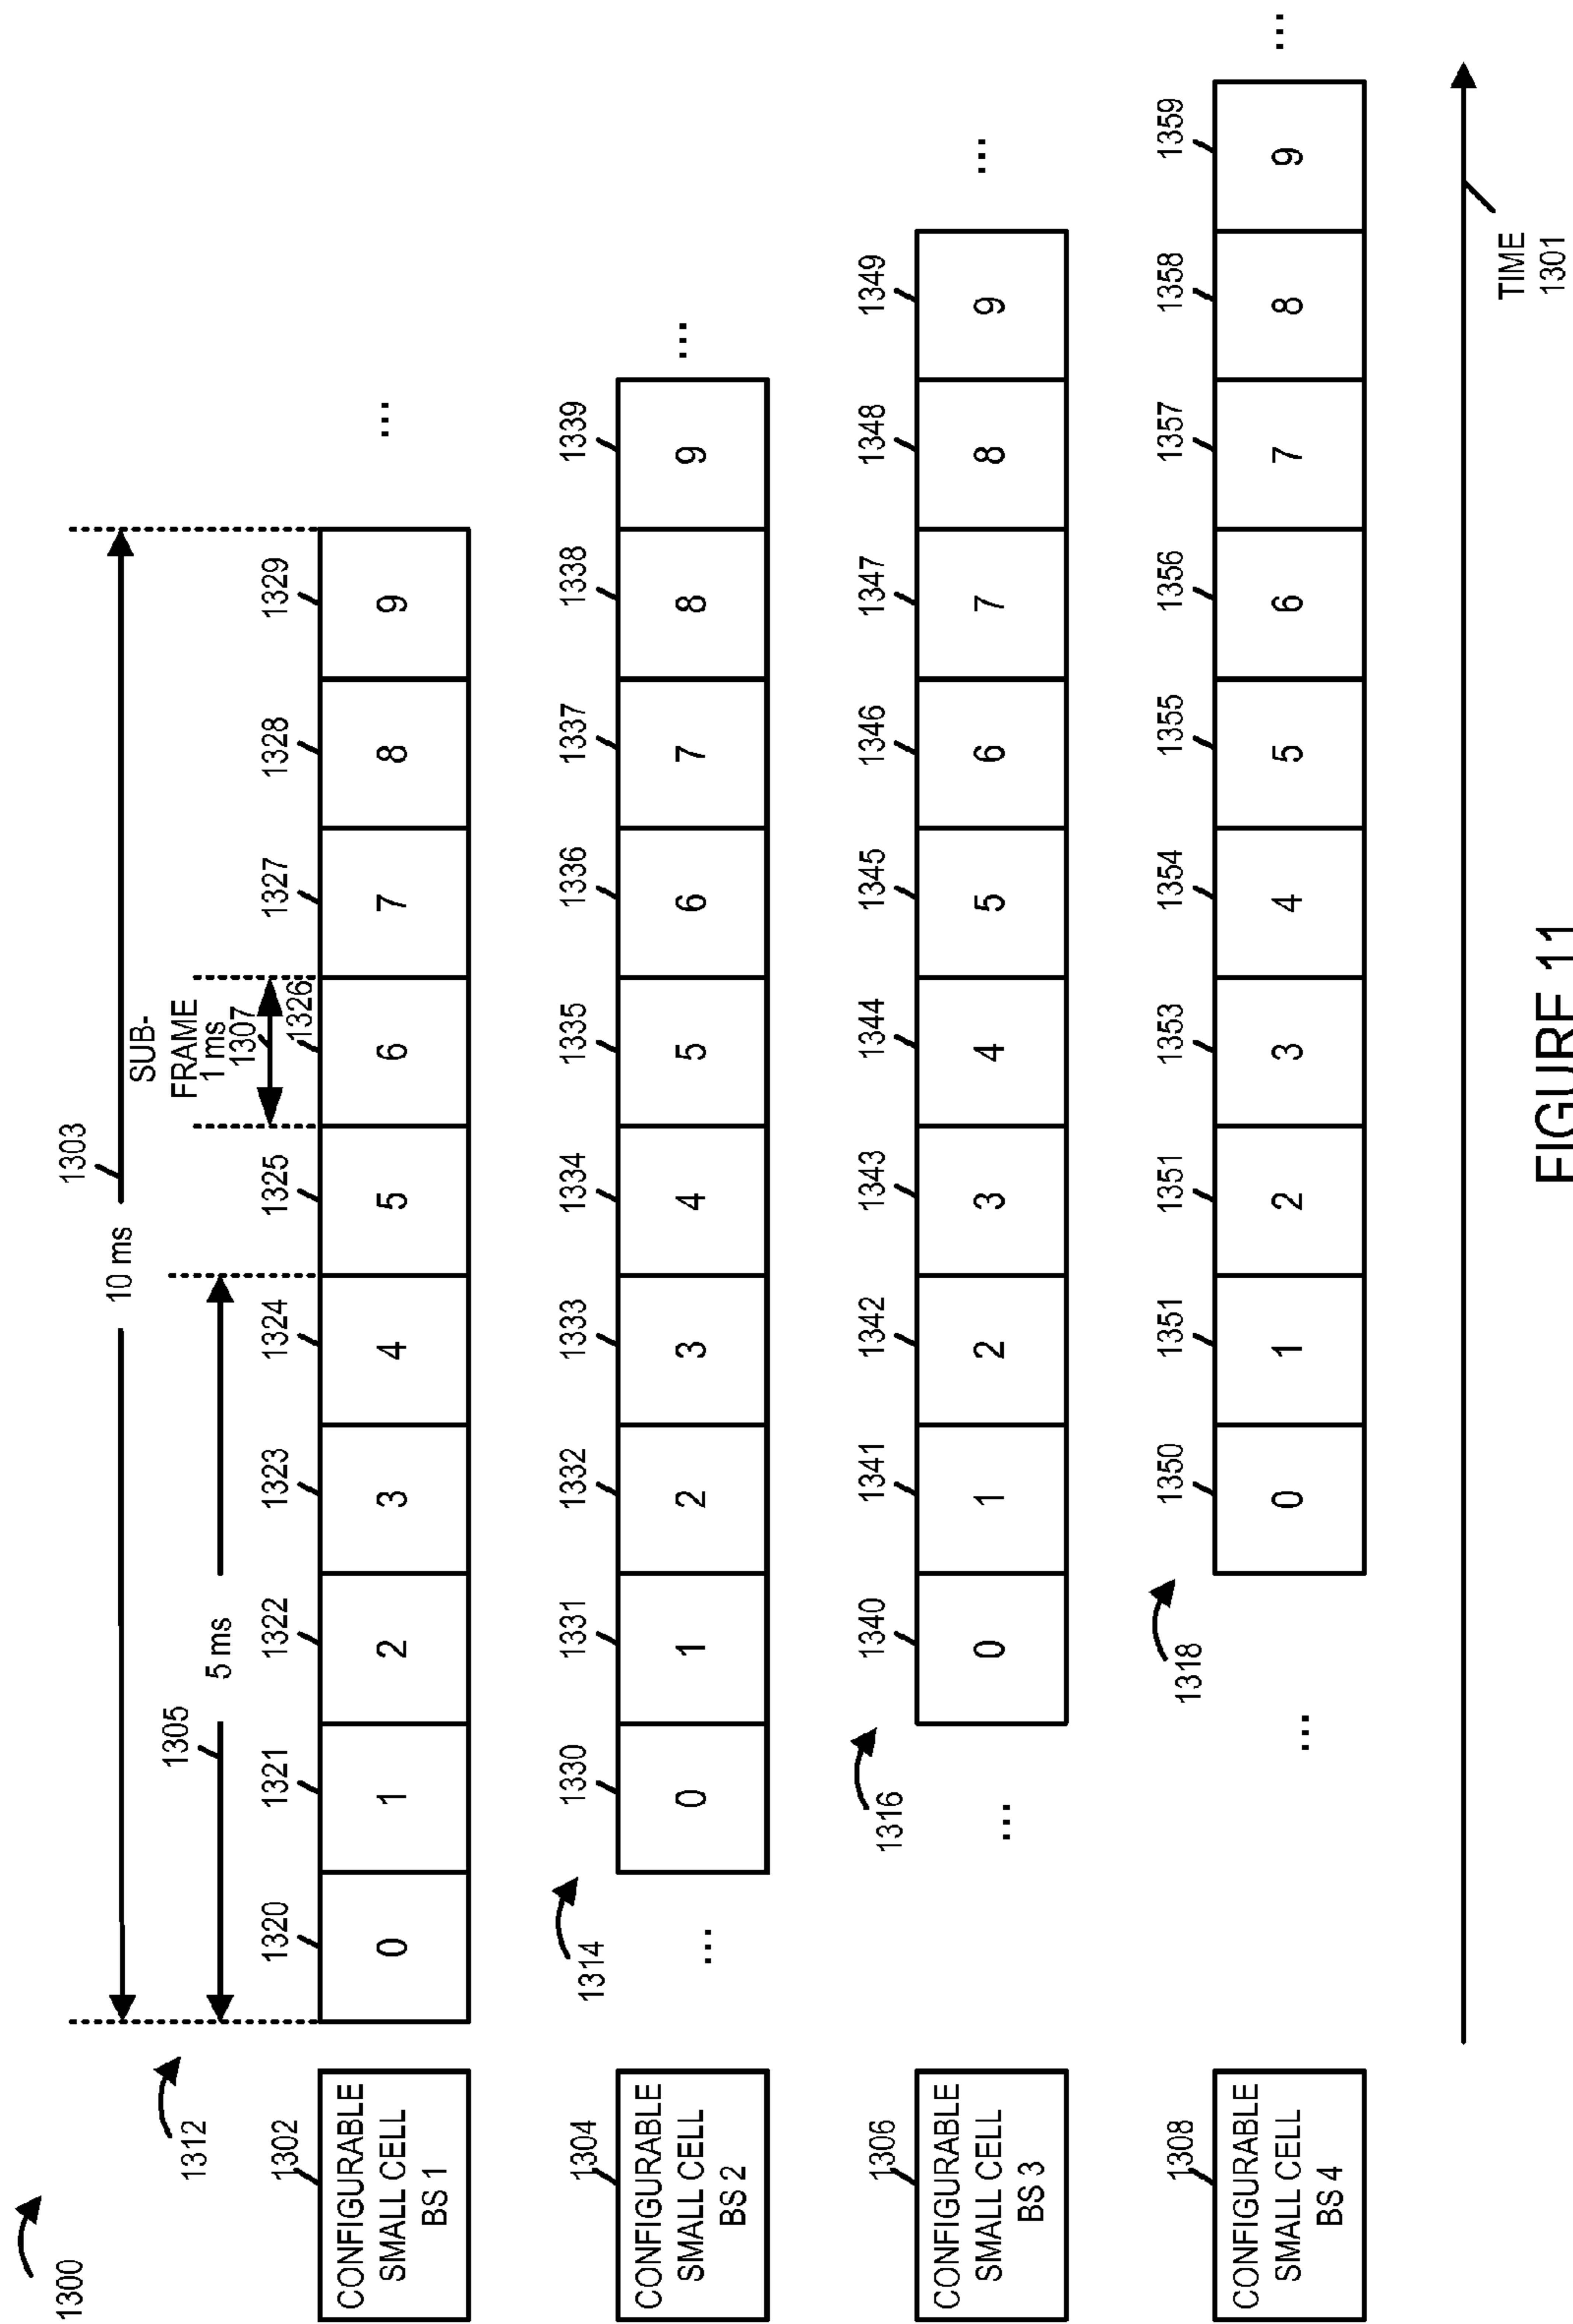 1300
1303
10 ms
SUB-
FRAME
1 ms
1307
1305
5 ms
1312
1302
CONFIGURABLE
SMALL CELL
BS 1
1320 1321 1322 1323 1324 1325 1326 1327 1328 1329
0 1 2 3 4 5 6 7 8 9 ...
1314
1304
CONFIGURABLE
SMALL CELL
BS 2
1330 1331 1332 1333 1334 1335 1336 1337 1338 1339
... 0 1 2 3 4 5 6 7 8 9 ...
1316
1306
CONFIGURABLE
SMALL CELL
BS 3
1340 1341 1342 1343 1344 1345 1346 1347 1348 1349
... 0 1 2 3 4 5 6 7 8 9 ...
1318
1308
CONFIGURABLE
SMALL CELL
BS 4
1350 1351 1351 1353 1354 1355 1356 1357 1358 1359
... 0 1 2 3 4 5 6 7 8 9 ...
TIME
1301
FIGURE 11